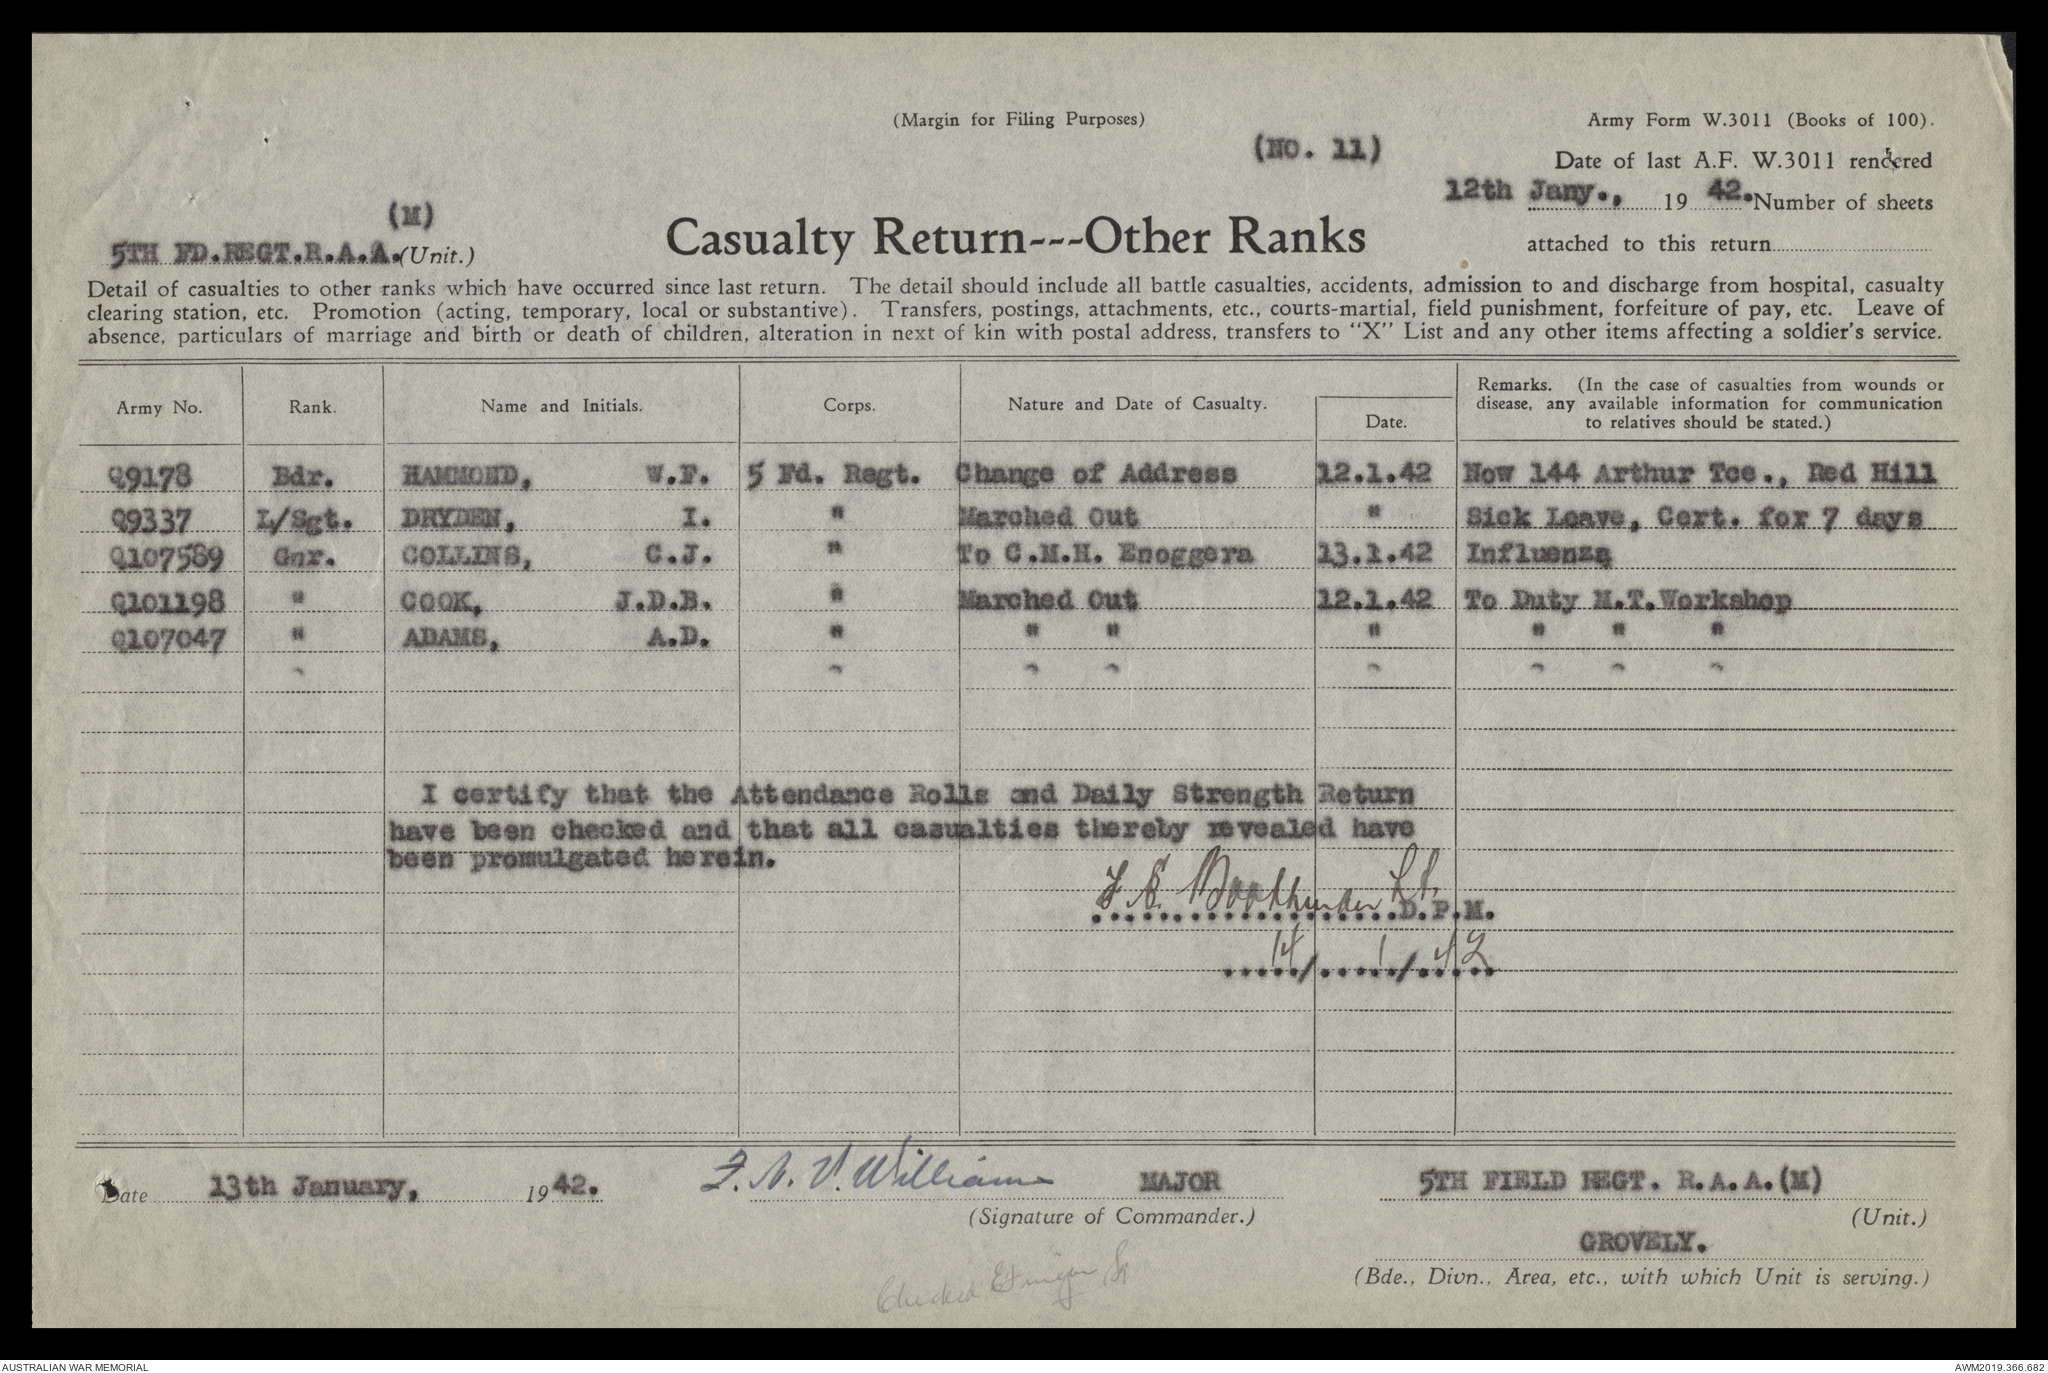 (Margin for Filing Purposes)
Army Form W.3011 (Books of 100).
(NO. 11)
Date of last A.F. W.3011 rendered
12th Jany., 19 42. Number of sheets
attached to this return
(M)
5TH FD.REGT.R.A.A. (Unit.)
Casualty Return---Other Ranks
Detail of casualties to other ranks which have occurred since last return. The detail should include all battle casualties, accidents, admission to and discharge from hospital, casualty
clearing station, etc. Promotion (acting, temporary, local or substantive). Transfers, postings, attachments, etc., courts-martial, field punishment, forfeiture of pay, etc. Leave of
absence, particulars of marriage and birth or death of children, alteration in next of kin with postal address, transfers to "X" List and any other items affecting a soldier's service.
Army No. Rank. Name and Initials. Corps. Nature and Date of Casualty. Date. Remarks. (In the case of casualties from wounds or
disease, any available information for communication
to relatives should be stated.)
Q9178 Bdr. HAMMOND, W.F. 5 Fd. Regt. Change of Address 12.1.42 Now 144 Arthur Tce., Red Hill
Q9337 L/Sgt. DRYDEN, I. " Marched Out " Sick Leave, Cert. for 7 days
Q107589 Gnr. COLLINS, C.J. " To C.M.H. Enoggera 13.1.42 Influenza
Q101198 " COOK, J.D.B. " Marched Out 12.1.42 To Duty M.T.Workshop
Q107047 " ADAMS, A.D. " " " " " " "
I certify that the Attendance Rolls and Daily Strength Return
have been checked and that all casualties thereby revealed have
been promulgated herein.
Lt.
D.P.M.
14/1/42
Date 13th January, 1942. F. N. V. Williams MAJOR 5TH FIELD REGT. R.A.A.(M)
(Signature of Commander.) (Unit.)
GROVELY.
(Bde., Divn., Area, etc., with which Unit is serving.)
Checked
AUSTRALIAN WAR MEMORIAL AWM2019.366.682